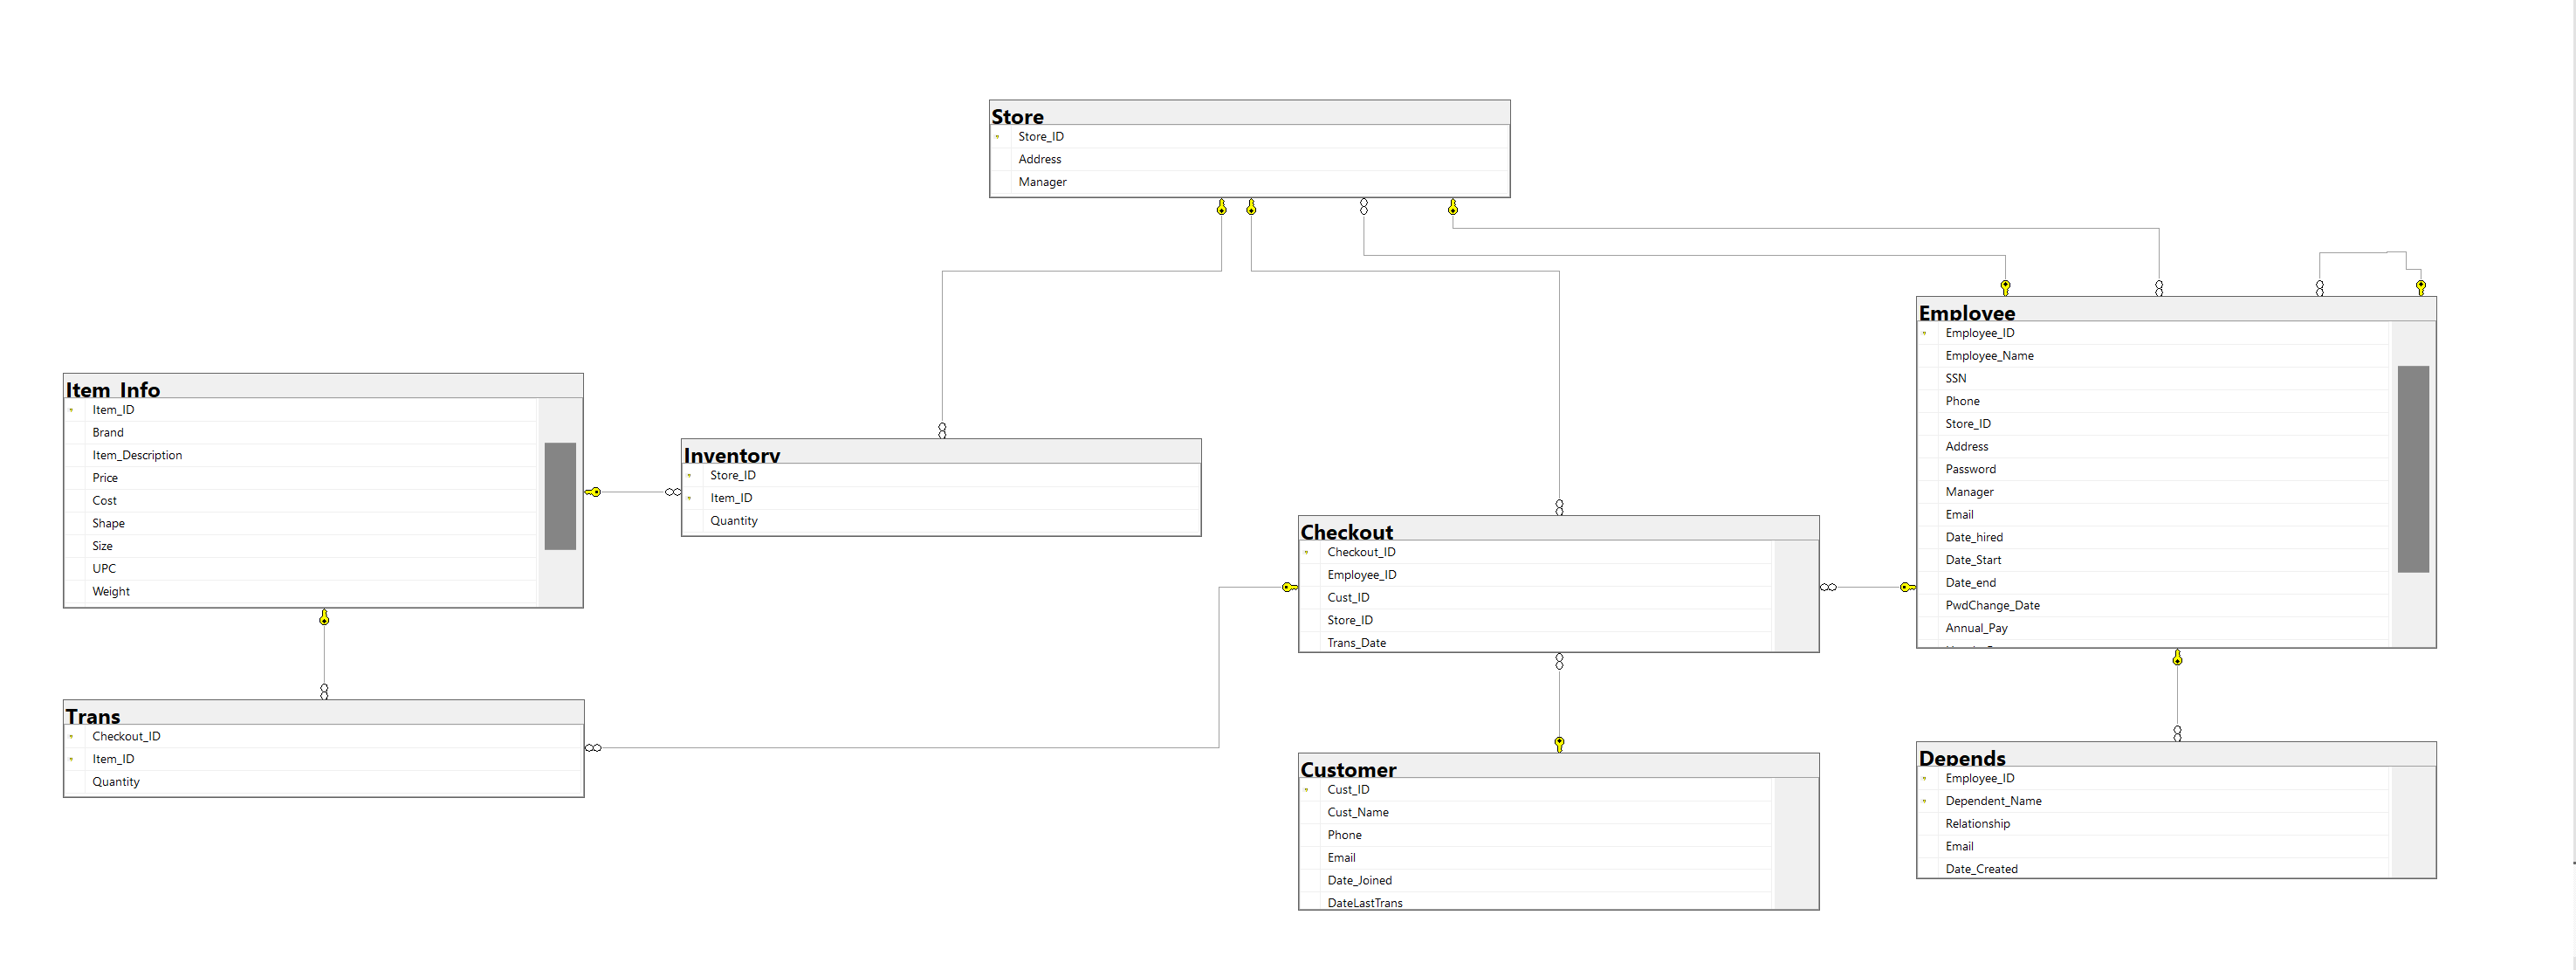 Store
Store_ID
Address
Manager
Employee
Employee_ID
Employee_Name
SSN
Phone
Store_ID
Address
Password
Manager
Email
Date_hired
Date_Start
Date_end
PwdChange_Date
Annual_Pay
Item_Info
Item_ID
Brand
Item_Description
Price
Cost
Shape
Size
UPC
Weight
Inventory
Store_ID
Item_ID
Quantity
Checkout
Checkout_ID
Employee_ID
Cust_ID
Store_ID
Trans_Date
Trans
Checkout_ID
Item_ID
Quantity
Customer
Cust_ID
Cust_Name
Phone
Email
Date_Joined
DateLastTrans
Depends
Employee_ID
Dependent_Name
Relationship
Email
Date_Created